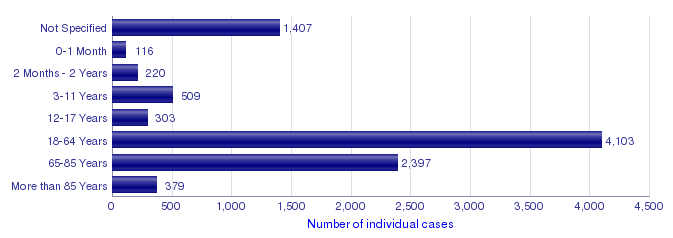 Not Specified 1,407
0-1 Month 116
2 Months - 2 Years 220
3-11 Years 509
12-17 Years 303
18-64 Years 4,103
65-85 Years 2,397
More than 85 Years 379
0 500 1,000 1,500 2,000 2,500 3,000 3,500 4,000 4,500
Number of individual cases